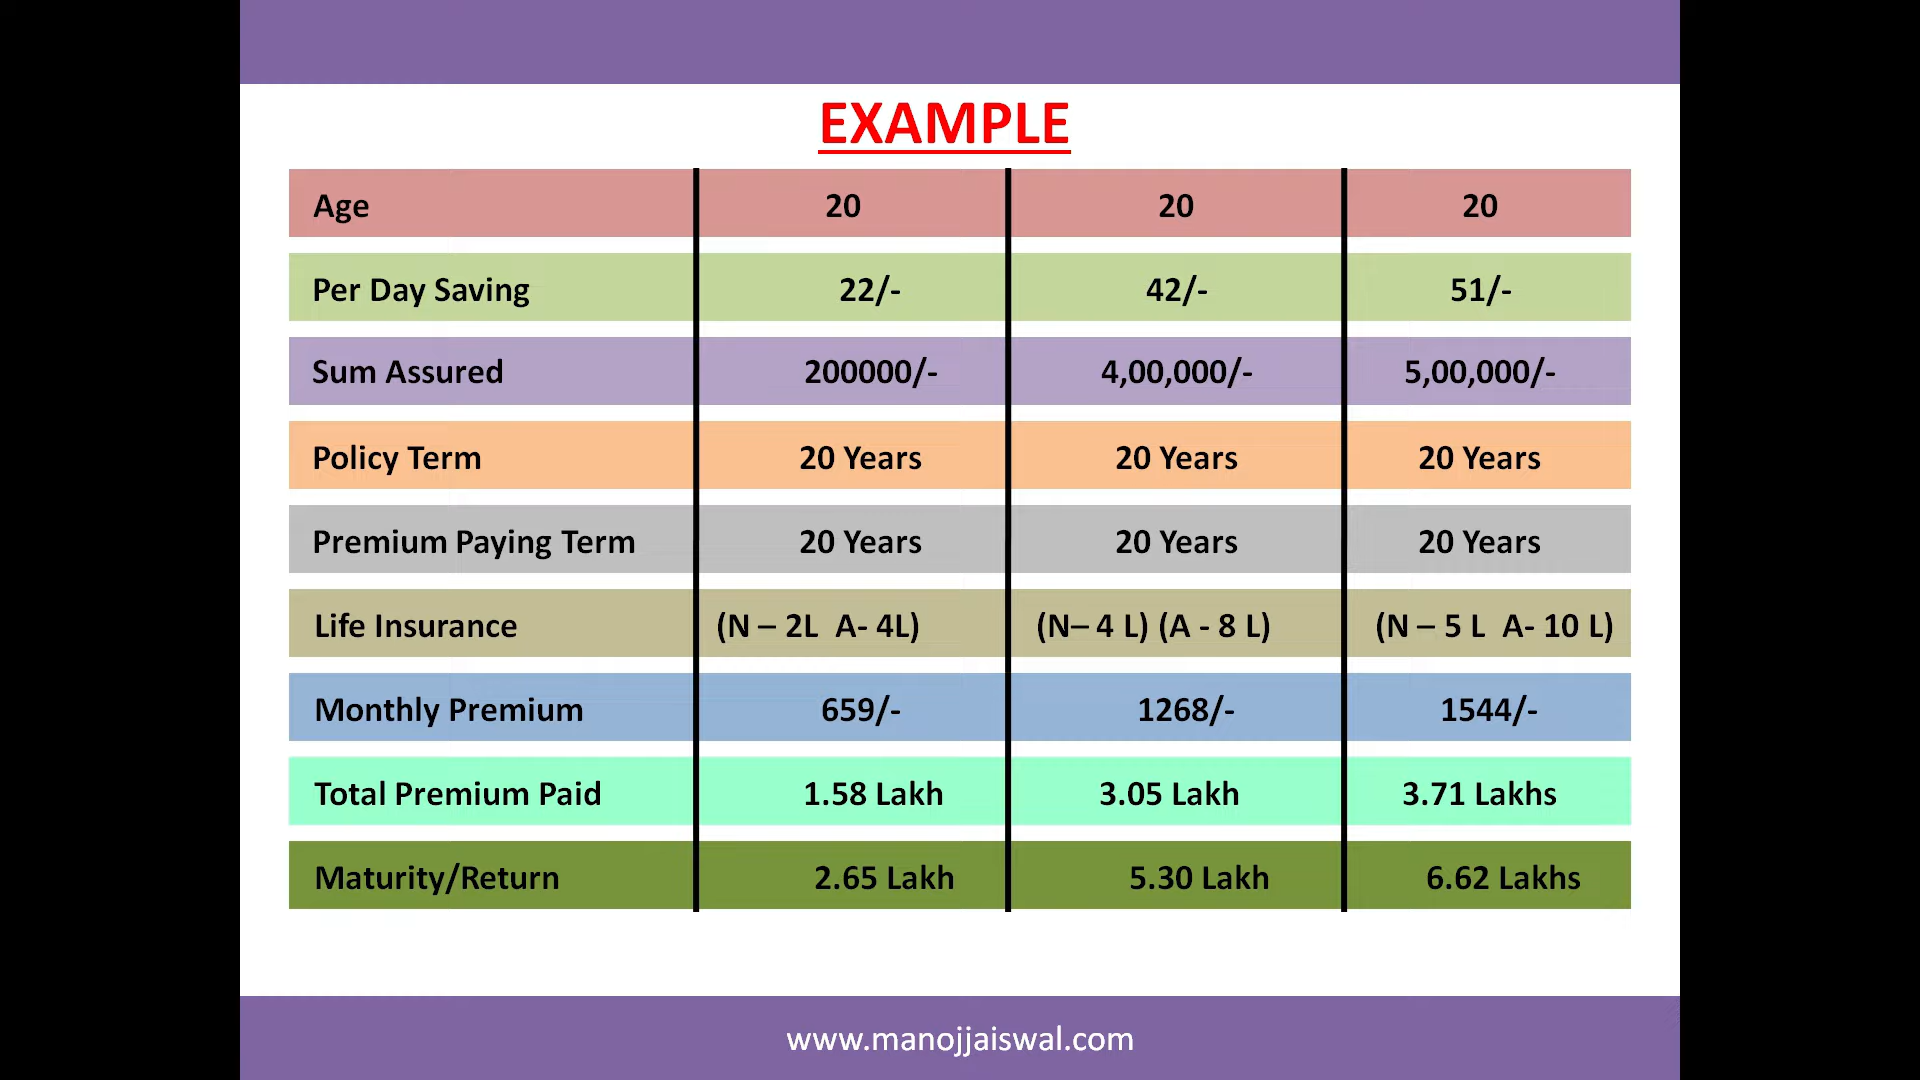 EXAMPLE
Age 20 20 20
Per Day Saving 22/- 42/- 51/-
Sum Assured 200000/- 4,00,000/- 5,00,000/-
Policy Term 20 Years 20 Years 20 Years
Premium Paying Term 20 Years 20 Years 20 Years
Life Insurance (N – 2L A- 4L) (N– 4 L) (A - 8 L) (N – 5 L A- 10 L)
Monthly Premium 659/- 1268/- 1544/-
Total Premium Paid 1.58 Lakh 3.05 Lakh 3.71 Lakhs
Maturity/Return 2.65 Lakh 5.30 Lakh 6.62 Lakhs
www.manojjaiswal.com